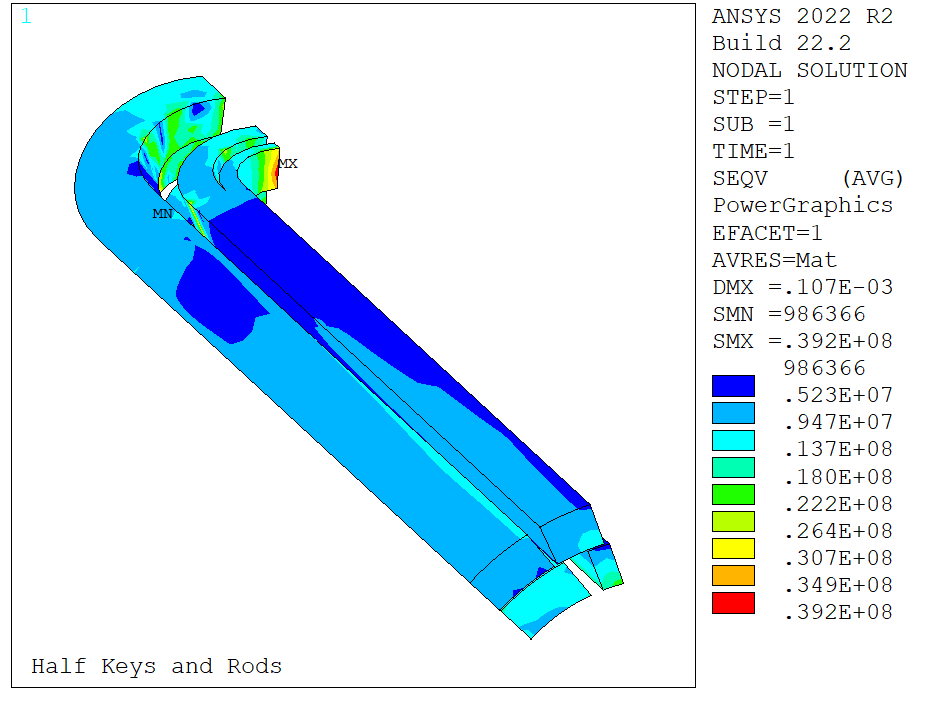 1
ANSYS 2022 R2
Build 22.2
NODAL SOLUTION
STEP=1
SUB =1
TIME=1
SEQV (AVG)
PowerGraphics
EFACET=1
AVRES=Mat
DMX =.107E-03
SMN =986366
SMX =.392E+08
986366
.523E+07
.947E+07
.137E+08
.180E+08
.222E+08
.264E+08
.307E+08
.349E+08
.392E+08
MX
MN
Half Keys and Rods